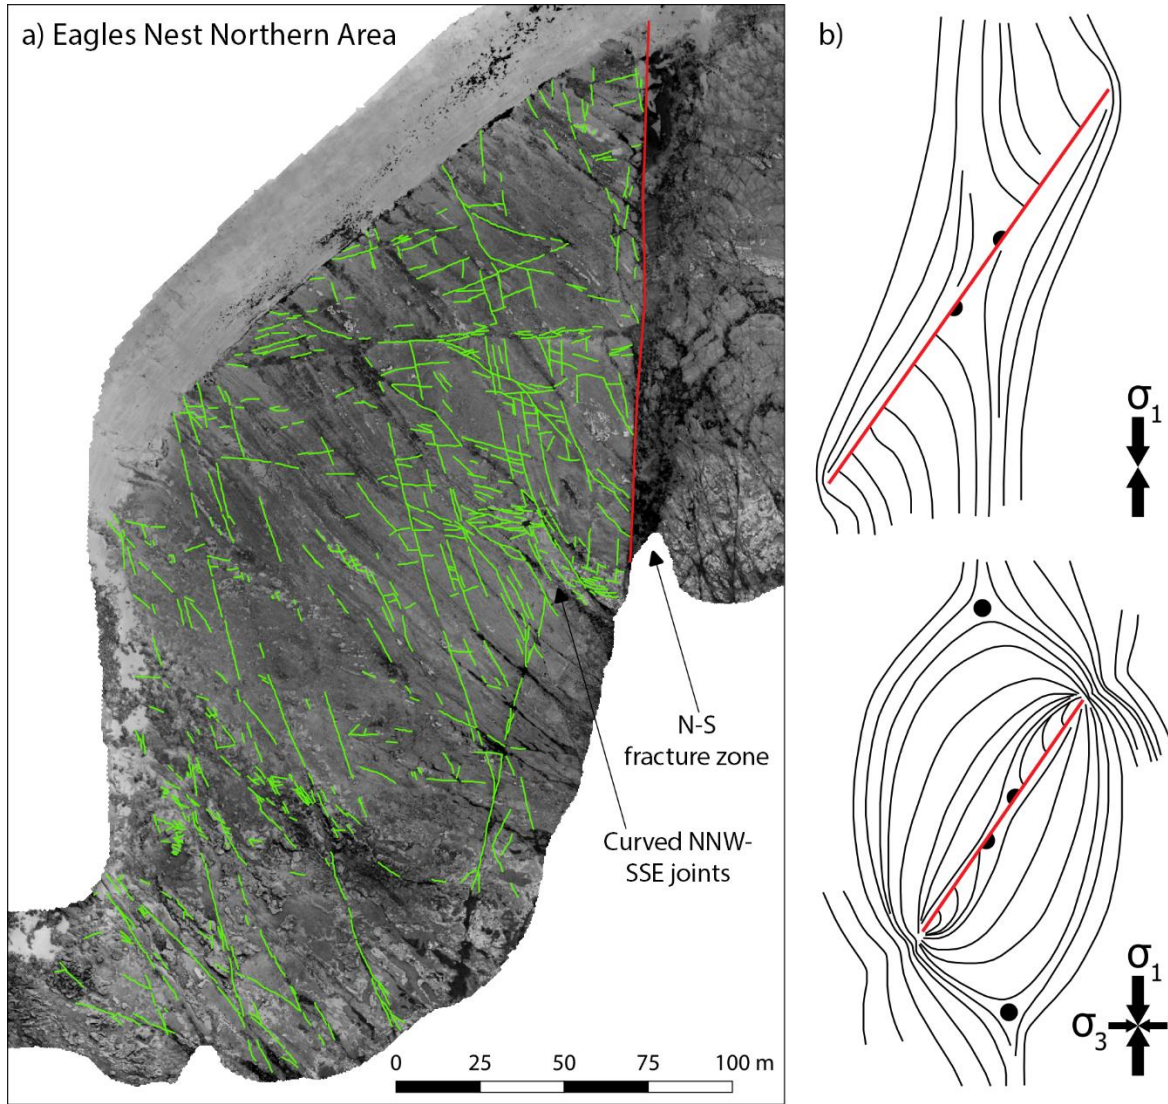 a) Eagles Nest Northern Area
b)
σ1
N-S
fracture zone
Curved NNW-
SSE joints
σ1
σ3
0 25 50 75 100 m